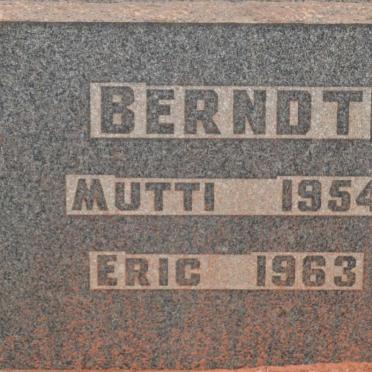 BERNDT
MUTTI 1954
ERIC 1963